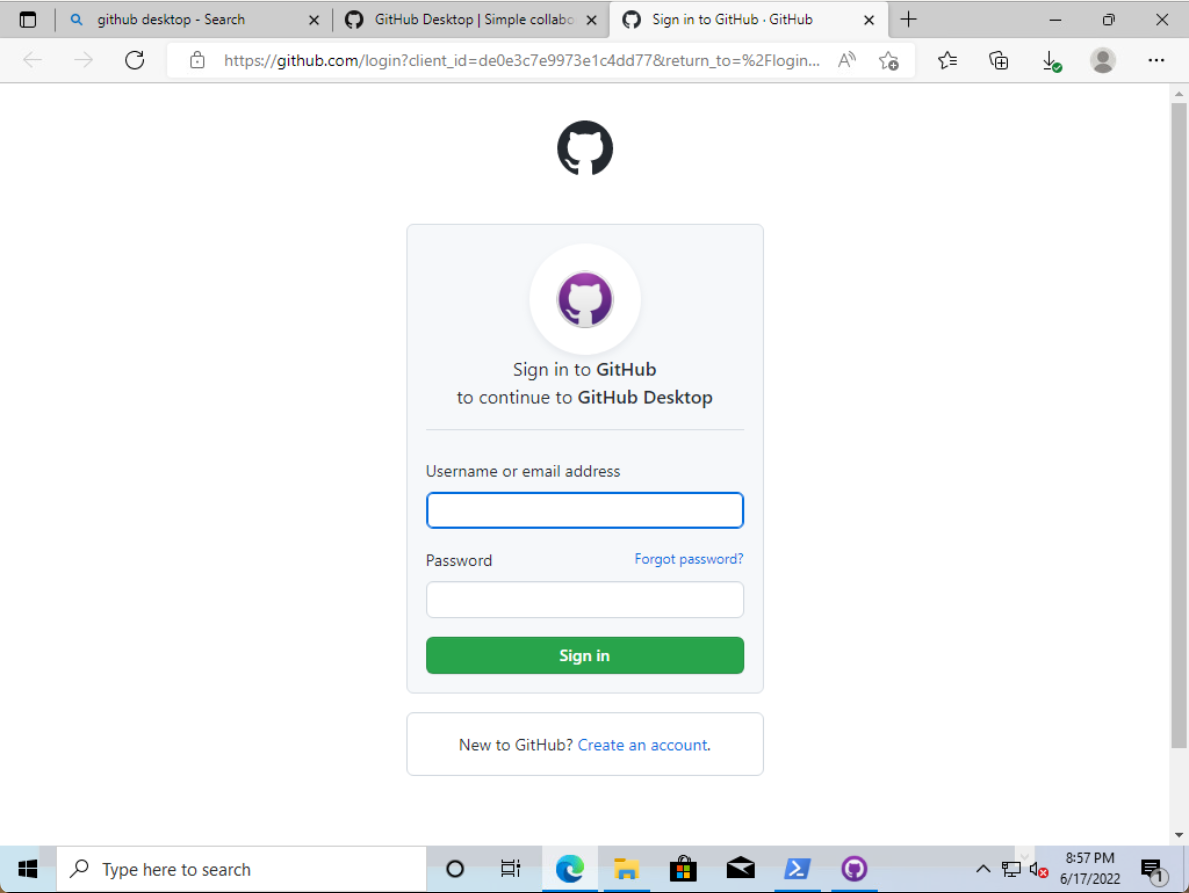 github desktop - Search
GitHub Desktop | Simple collabo
Sign in to GitHub · GitHub
https://github.com/login?client_id=de0e3c7e9973e1c4dd77&return_to=%2Flogin...
Sign in to GitHub
to continue to GitHub Desktop
Username or email address
Password
Forgot password?
Sign in
New to GitHub? Create an account.
Type here to search
8:57 PM
6/17/2022
1